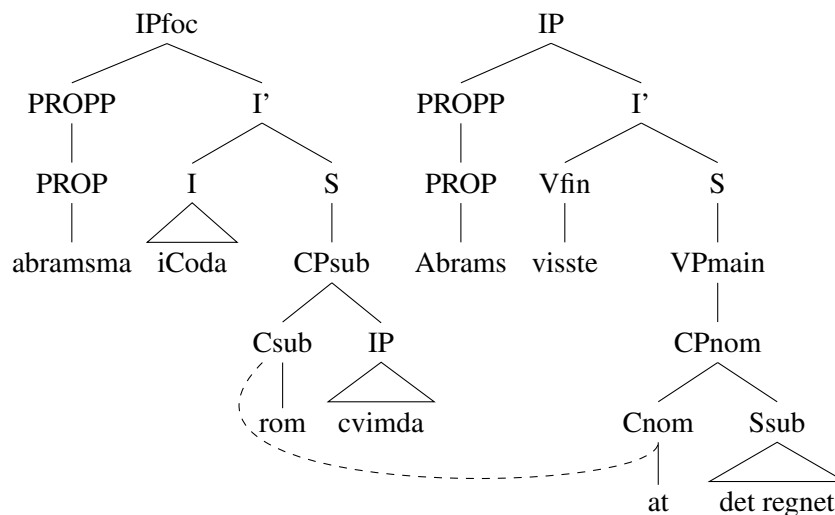 IPfoc IP
PROPP I’ PROPP I’
PROP I S PROP Vfin S
abramsma iCoda CPsub Abrams visste VPmain
Csub IP CPnom
rom cvimda Cnom Ssub
at det regnet